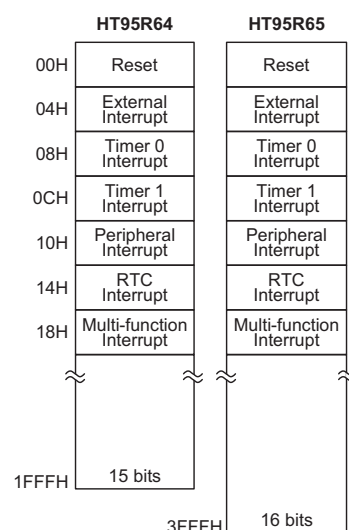 HT95R64 HT95R65
00H Reset Reset
04H External Interrupt External Interrupt
08H Timer 0 Interrupt Timer 0 Interrupt
0CH Timer 1 Interrupt Timer 1 Interrupt
10H Peripheral Interrupt Peripheral Interrupt
14H RTC Interrupt RTC Interrupt
18H Multi-function Interrupt Multi-function Interrupt
1FFFH 15 bits
3FFFH 16 bits